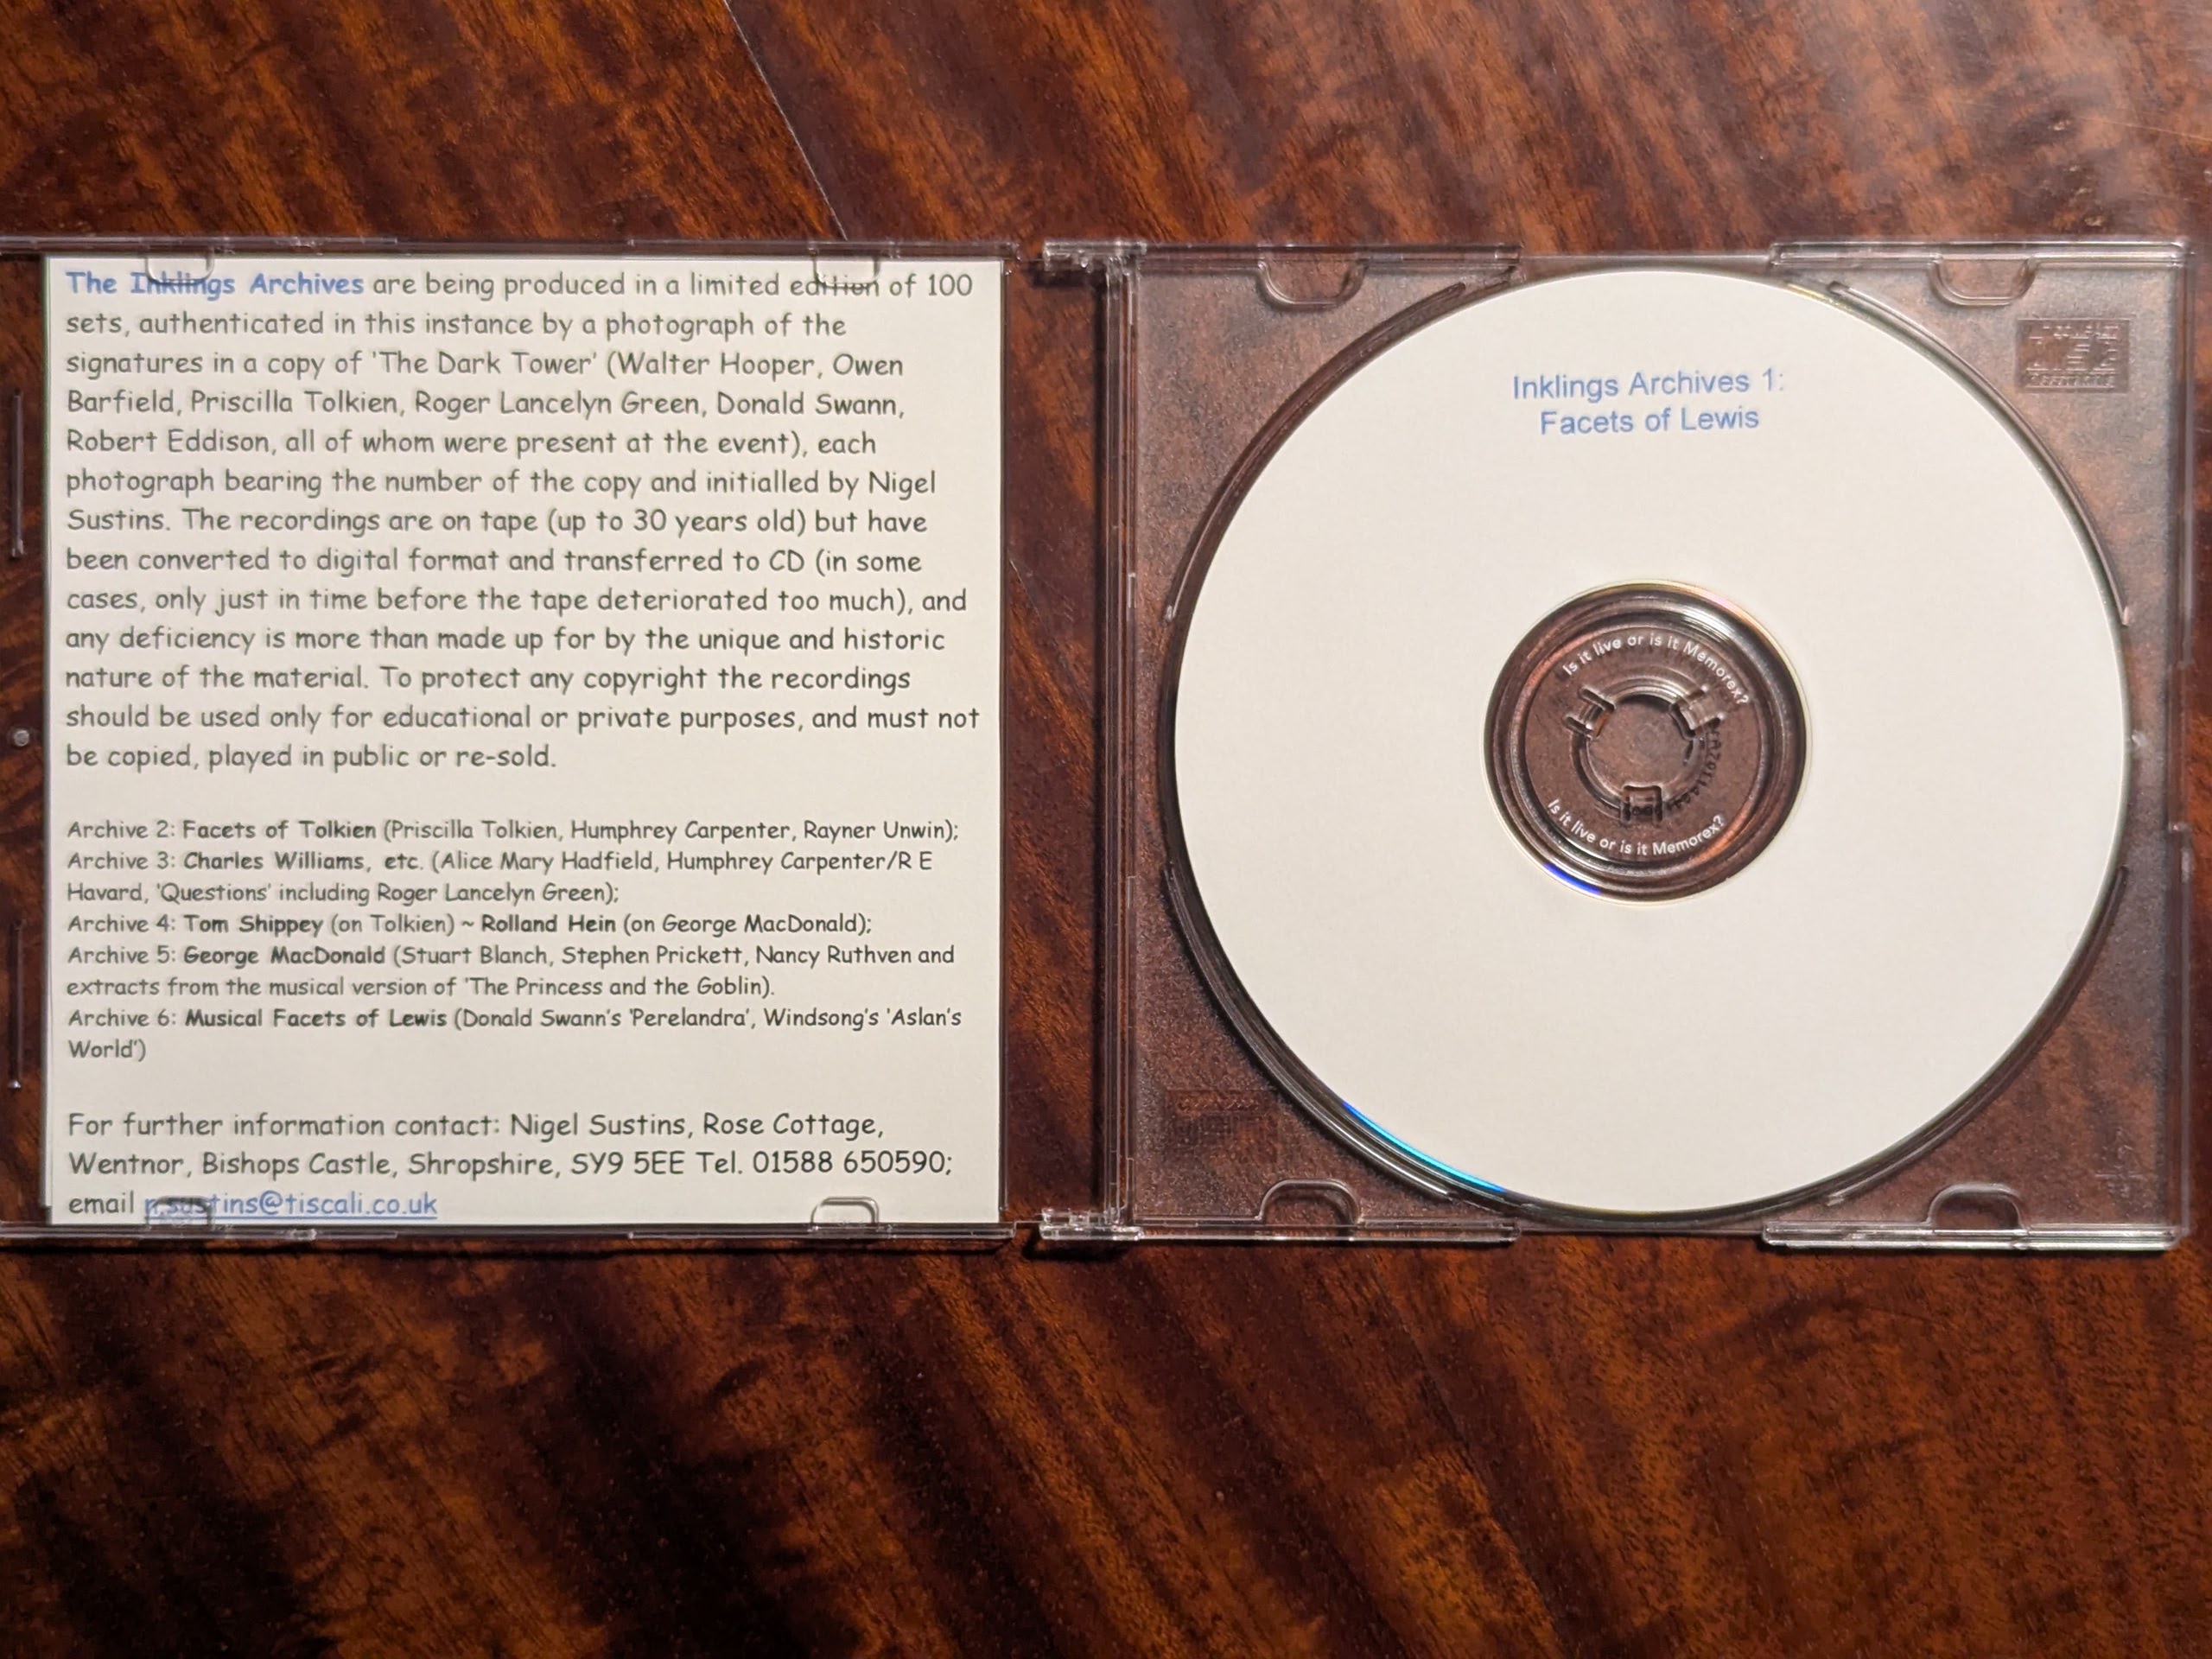 The Inklings Archives are being produced in a limited edition of 100
sets, authenticated in this instance by a photograph of the
signatures in a copy of 'The Dark Tower' (Walter Hooper, Owen
Barfield, Priscilla Tolkien, Roger Lancelyn Green, Donald Swann,
Robert Eddison, all of whom were present at the event), each
photograph bearing the number of the copy and initialled by Nigel
Sustins. The recordings are on tape (up to 30 years old) but have
been converted to digital format and transferred to CD (in some
cases, only just in time before the tape deteriorated too much), and
any deficiency is more than made up for by the unique and historic
nature of the material. To protect any copyright the recordings
should be used only for educational or private purposes, and must not
be copied, played in public or re-sold.
Archive 2: Facets of Tolkien (Priscilla Tolkien, Humphrey Carpenter, Rayner Unwin);
Archive 3: Charles Williams, etc. (Alice Mary Hadfield, Humphrey Carpenter/R E
Havard, 'Questions' including Roger Lancelyn Green);
Archive 4: Tom Shippey (on Tolkien) ~ Rolland Hein (on George MacDonald);
Archive 5: George MacDonald (Stuart Blanch, Stephen Prickett, Nancy Ruthven and
extracts from the musical version of 'The Princess and the Goblin).
Archive 6: Musical Facets of Lewis (Donald Swann's 'Perelandra', Windsong's 'Aslan's
World')
For further information contact: Nigel Sustins, Rose Cottage,
Wentnor, Bishops Castle, Shropshire, SY9 5EE Tel. 01588 650590;
email n.sustins@tiscali.co.uk
Inklings Archives 1:
Facets of Lewis
Is it live or is it Memorex?
Is it live or is it Memorex?